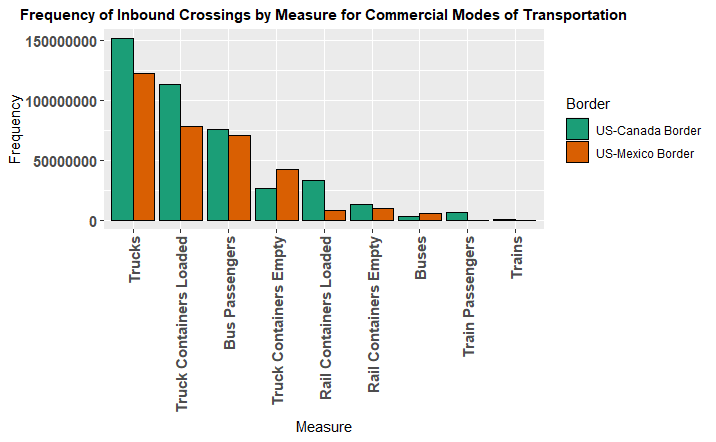 Frequency of Inbound Crossings by Measure for Commercial Modes of Transportation
150000000
100000000
50000000
0
Frequency
Trucks
Truck Containers Loaded
Bus Passengers
Truck Containers Empty
Rail Containers Loaded
Rail Containers Empty
Buses
Train Passengers
Trains
Measure
Border
US-Canada Border
US-Mexico Border